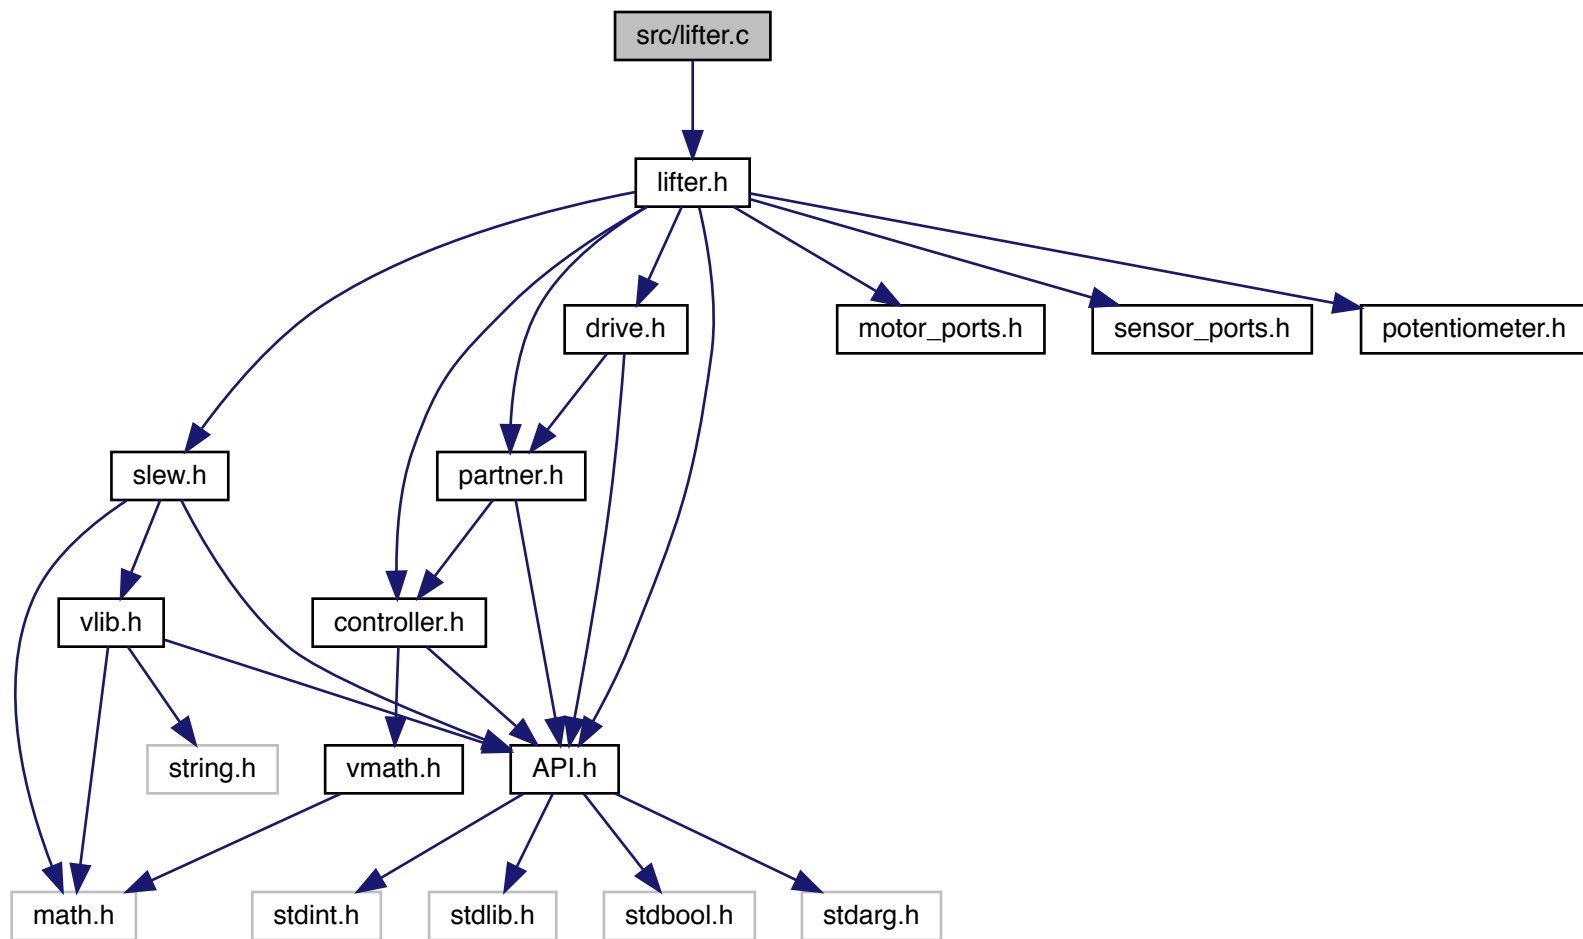 src/lifter.c
lifter.h
drive.h
motor_ports.h
sensor_ports.h
potentiometer.h
slew.h
partner.h
vlib.h
controller.h
string.h
vmath.h
API.h
math.h
stdint.h
stdlib.h
stdbool.h
stdarg.h